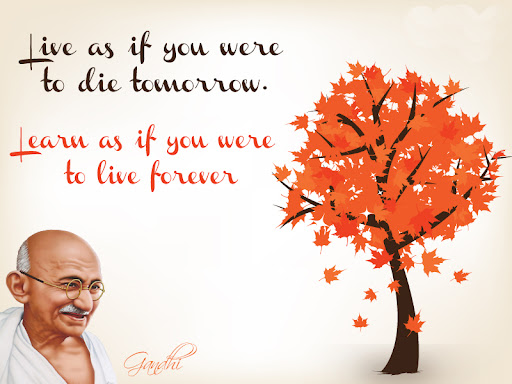 Live as if you were
to die tomorrow.
Learn as if you were
to live forever
Gandhi